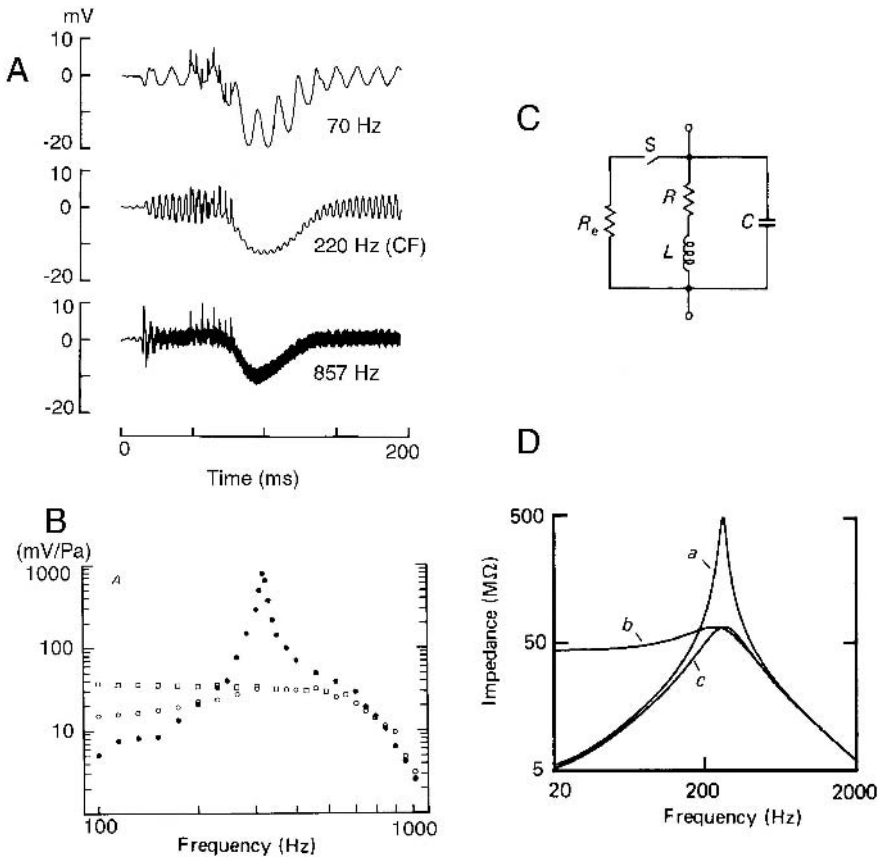 A
mV
10
0
-20
70 Hz
10
0
-20
220 Hz (CF)
10
0
-20
857 Hz
0
200
Time (ms)
B
(mV/Pa)
A
1000
100
10
100
1000
Frequency (Hz)
C
S
Re
R
L
C
D
500
50
5
Impedance (MΩ)
a
b
c
20
200
2000
Frequency (Hz)